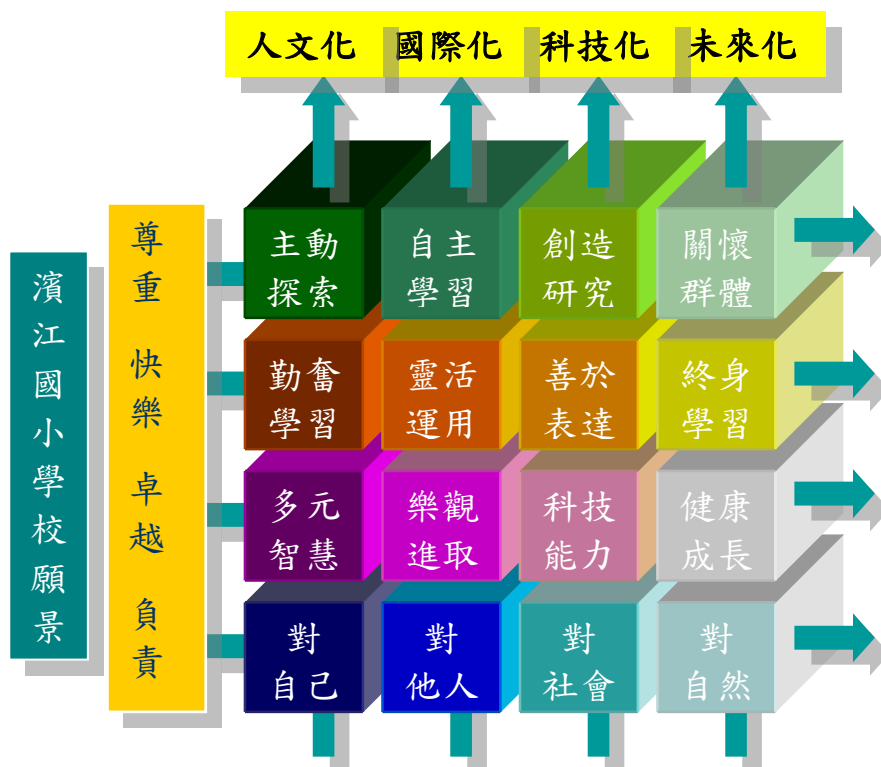 人文化 國際化 科技化 未來化
濱江國小學校願景
尊重 快樂 卓越 負責
主動
探索
自主
學習
創造
研究
關懷
群體
勤奮
學習
靈活
運用
善於
表達
終身
學習
多元
智慧
樂觀
進取
科技
能力
健康
成長
對
自己
對
他人
對
社會
對
自然